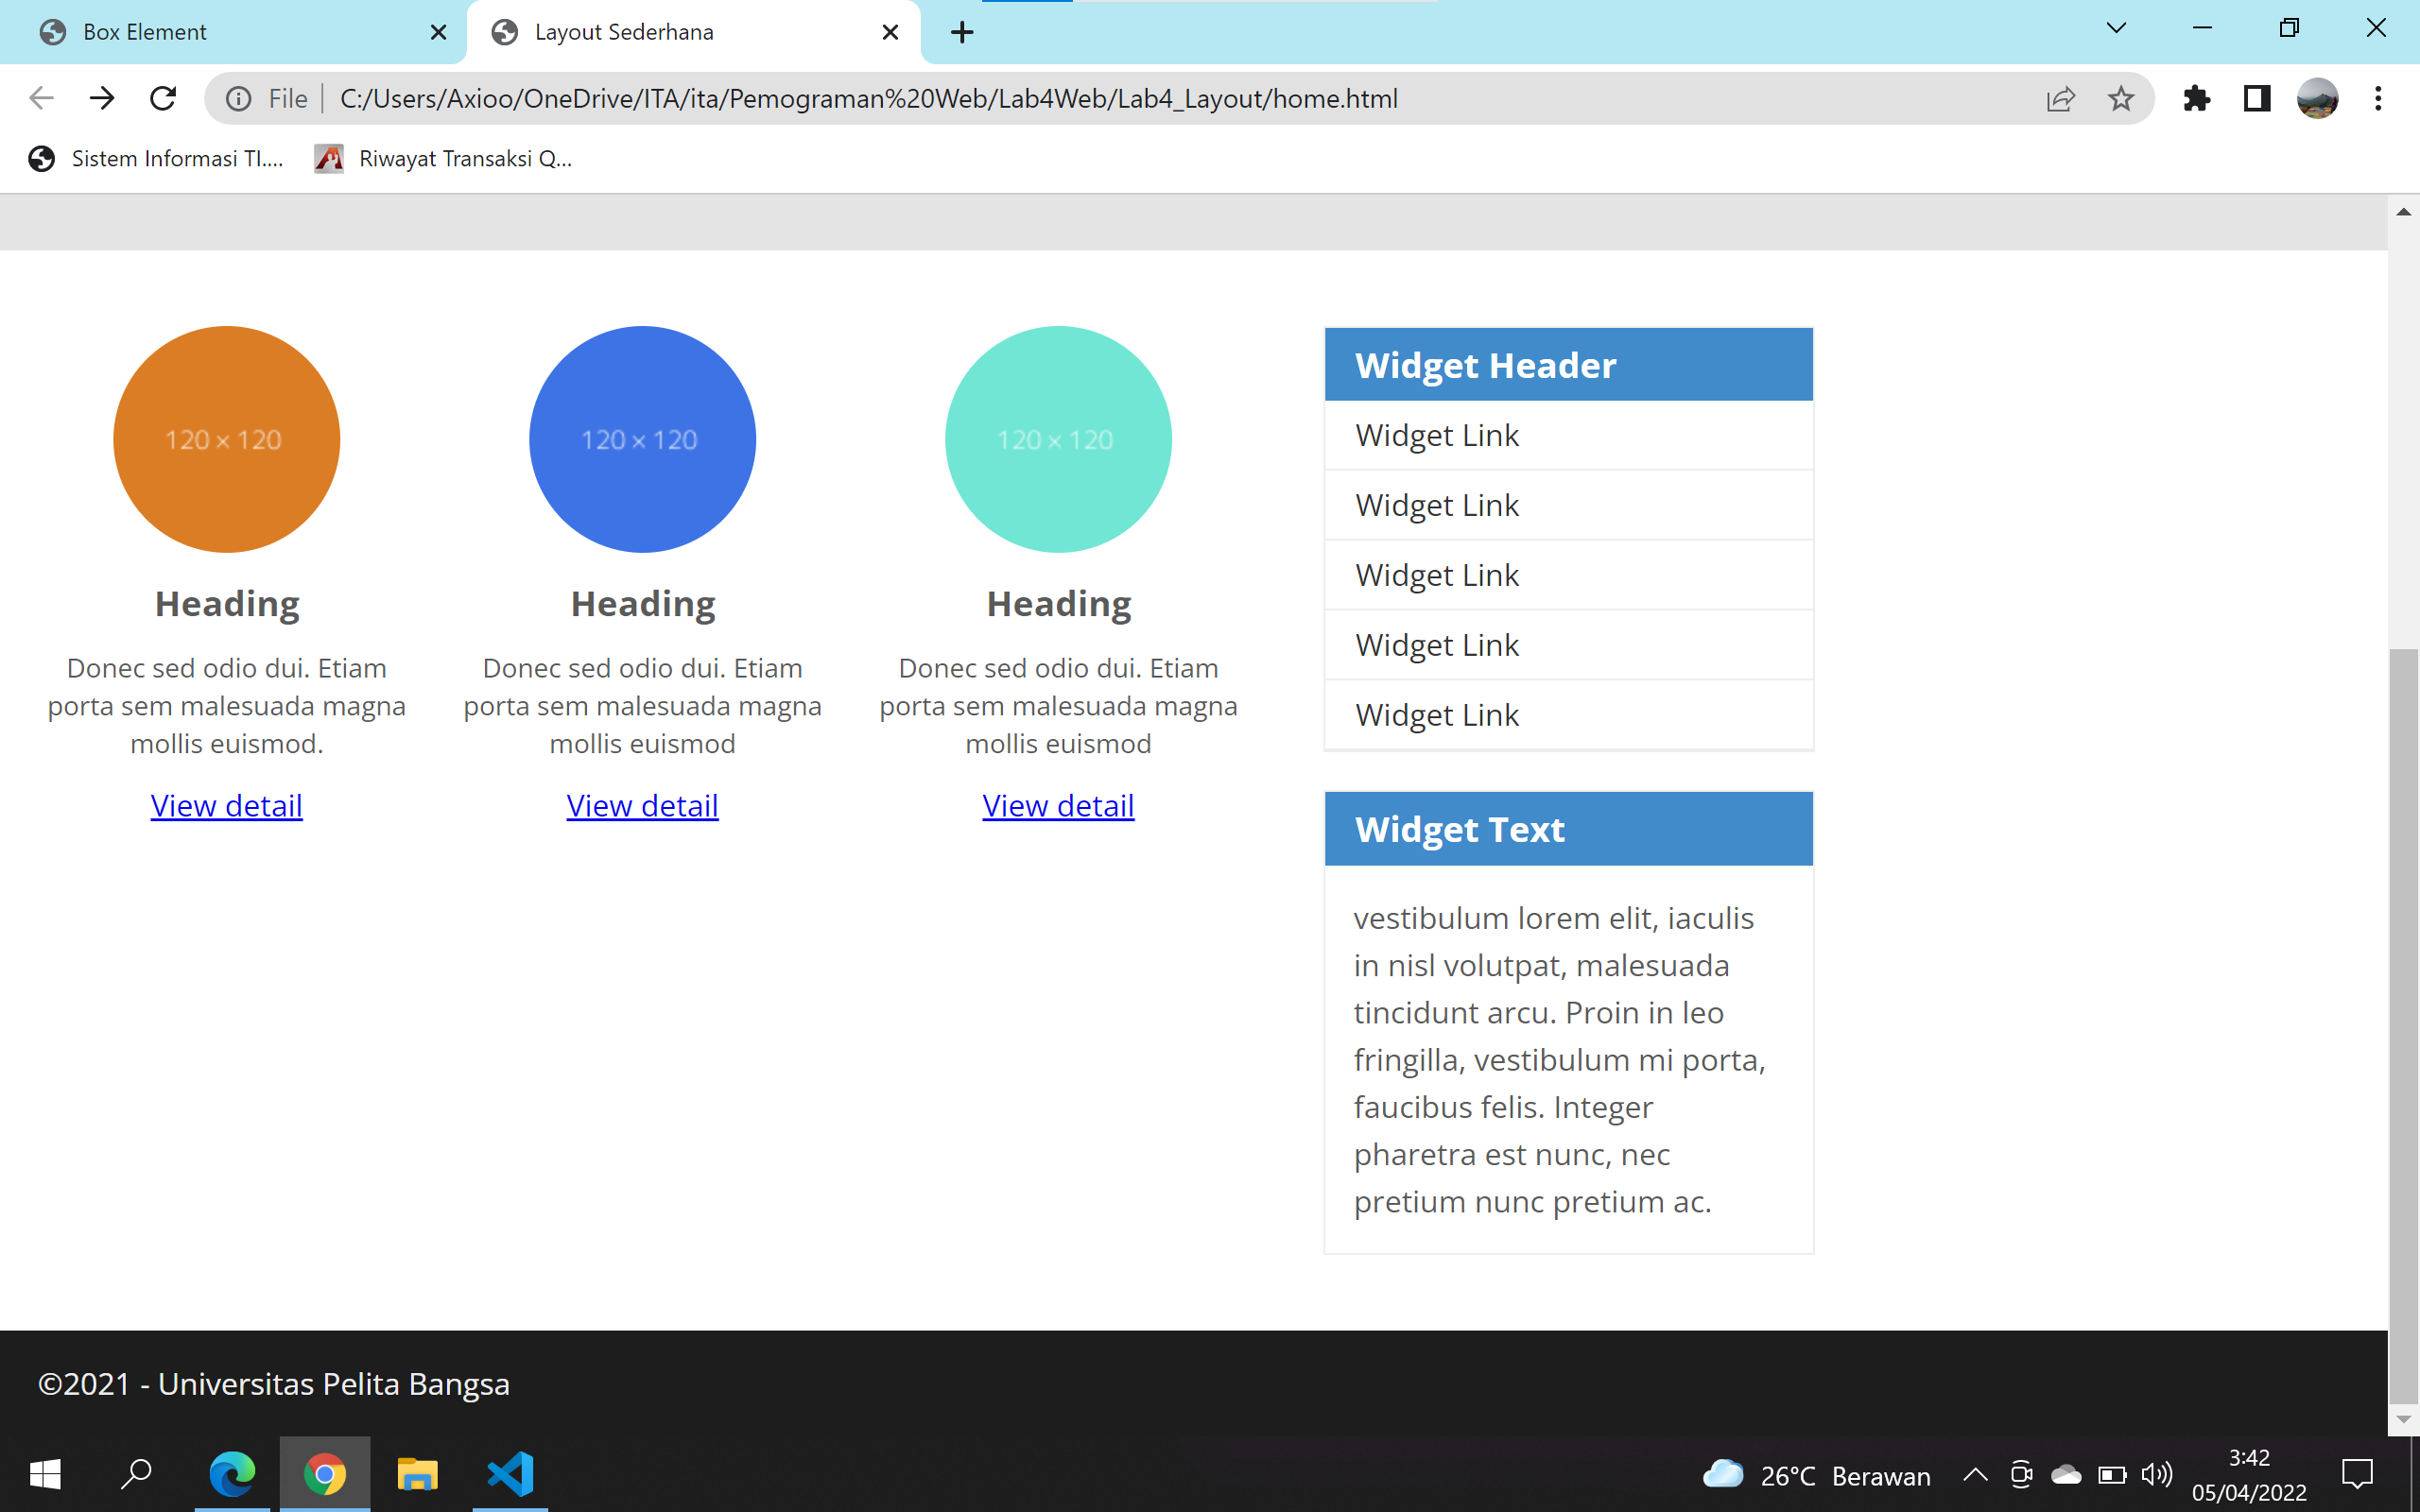 Box Element
Layout Sederhana
File
C:/Users/Axioo/OneDrive/ITA/ita/Pemograman%20Web/Lab4Web/Lab4_Layout/home.html
Sistem Informasi TI....
Riwayat Transaksi Q...
120 × 120
Heading
Donec sed odio dui. Etiam
porta sem malesuada magna
mollis euismod.
View detail
120 × 120
Heading
Donec sed odio dui. Etiam
porta sem malesuada magna
mollis euismod
View detail
120 × 120
Heading
Donec sed odio dui. Etiam
porta sem malesuada magna
mollis euismod
View detail
Widget Header
Widget Link
Widget Link
Widget Link
Widget Link
Widget Link
Widget Text
vestibulum lorem elit, iaculis
in nisl volutpat, malesuada
tincidunt arcu. Proin in leo
fringilla, vestibulum mi porta,
faucibus felis. Integer
pharetra est nunc, nec
pretium nunc pretium ac.
©2021 - Universitas Pelita Bangsa
26°C Berawan
3:42
05/04/2022